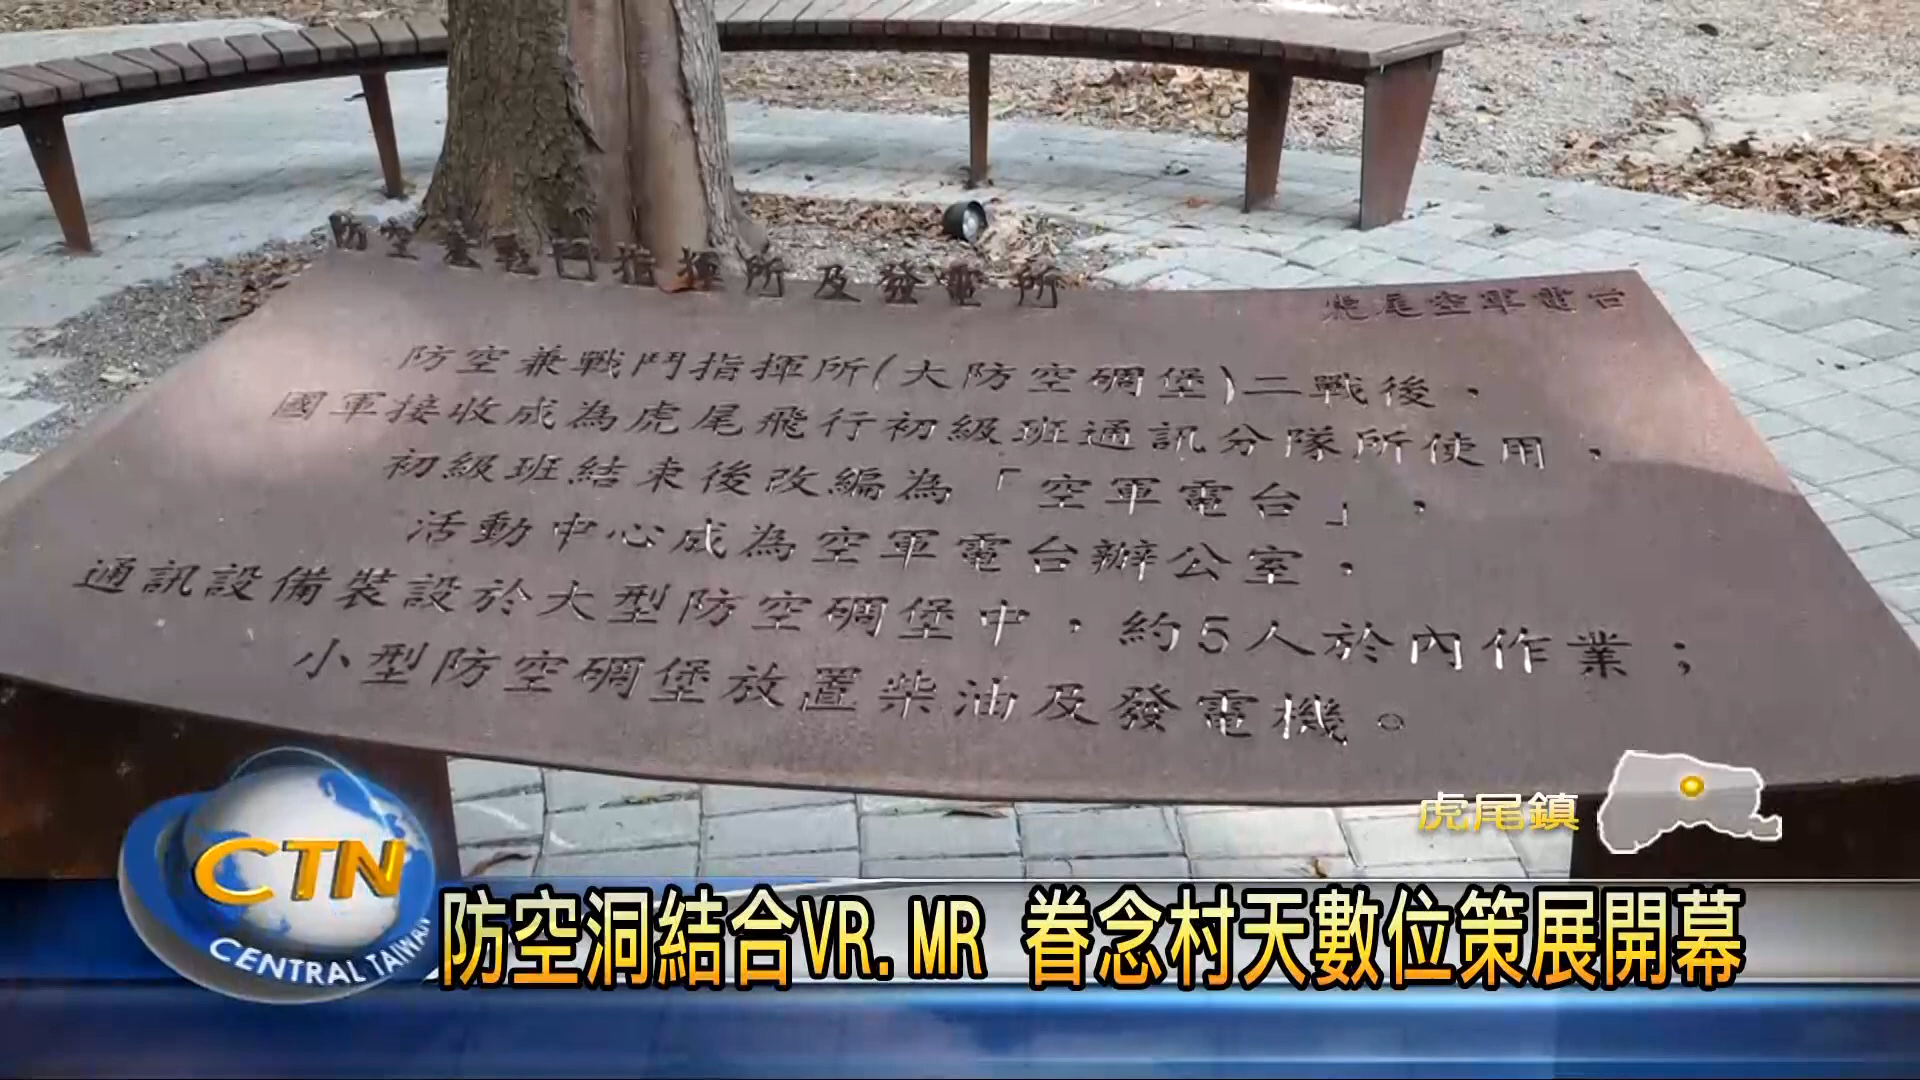 防空兼戰鬥指揮所及發電所
虎尾空軍電台
防空兼戰鬥指揮所(大防空碉堡)二戰後，
國軍接收成為虎尾飛行初級班通訊分隊所使用，
初級班結束後改編為「空軍電台」，
活動中心成為空軍電台辦公室，
通訊設備裝設於大型防空碉堡中，約5人於內作業；
小型防空碉堡放置柴油及發電機。
虎尾鎮
CTN
CENTRAL TAIWAN
防空洞結合VR.MR 眷念村天數位策展開幕